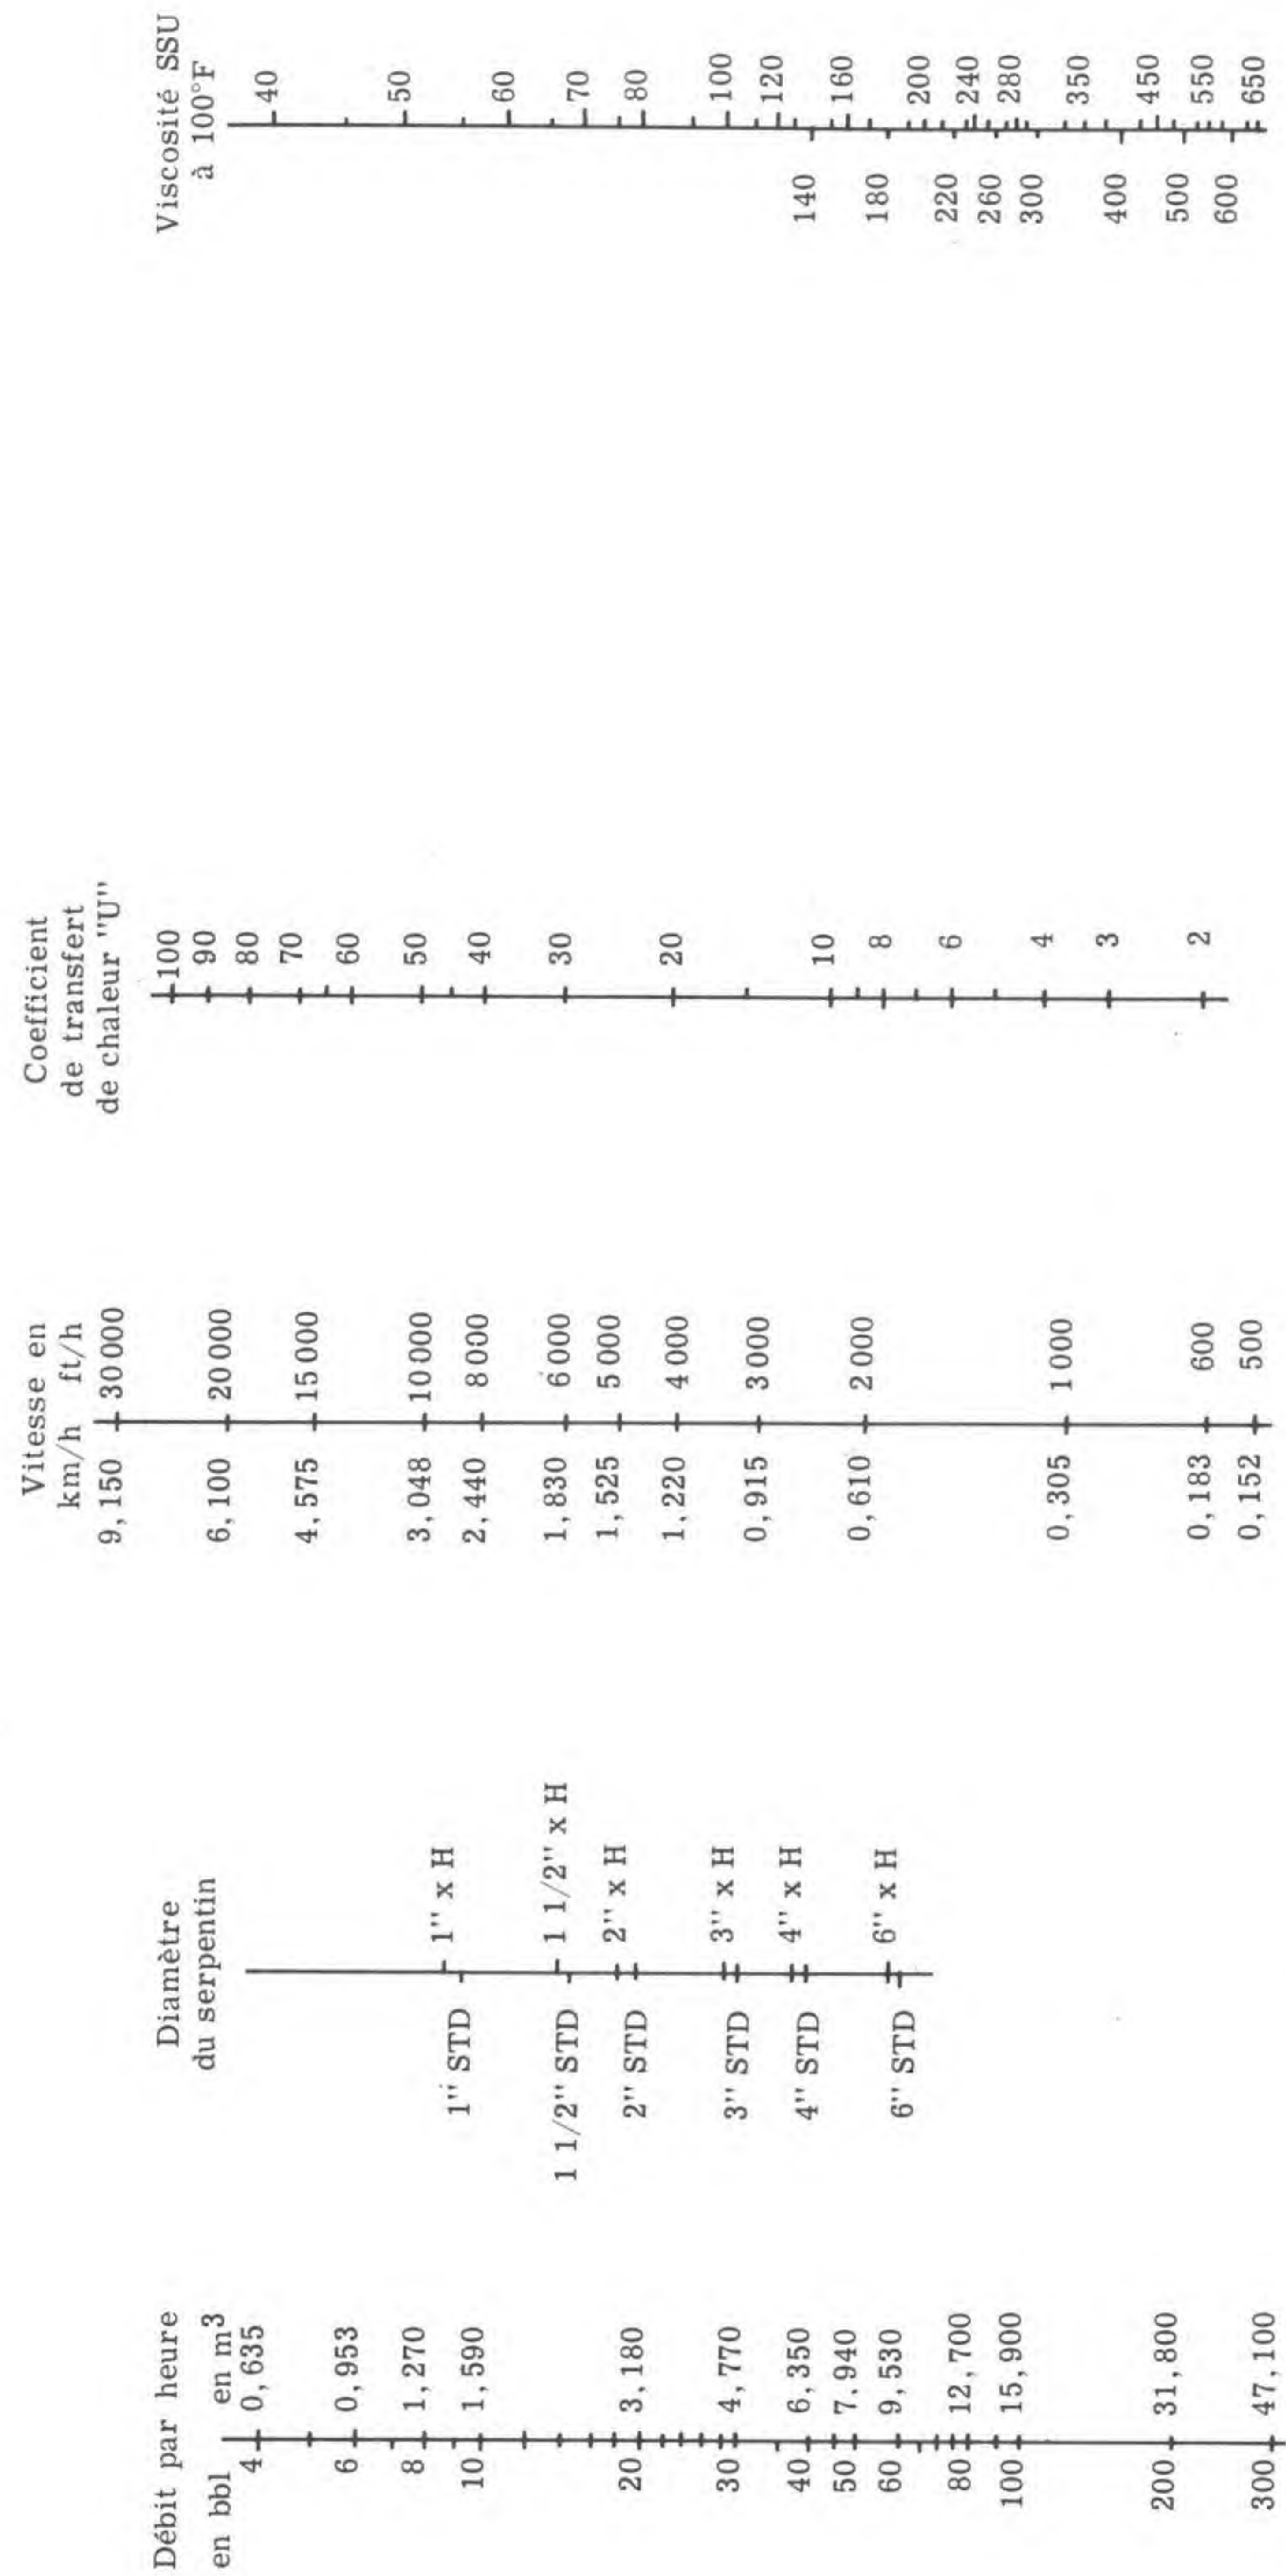 Débit par heure
en bbl en m3
4 0,635
6 0,953
8 1,270
10 1,590
20 3,180
30 4,770
40 6,350
50 7,940
60 9,530
80 12,700
100 15,900
200 31,800
300 47,100
Diamètre
du serpentin
1" x H
1" STD
1 1/2" x H
1 1/2" STD
2" x H
2" STD
3" x H
3" STD
4" x H
4" STD
6" x H
6" STD
Vitesse en
km/h ft/h
9,150 30 000
6,100 20 000
4.575 15 000
3,048 10 000
2,440 8 000
1,830 6 000
1,525 5 000
1,220 4 000
0,915 3 000
0,610 2 000
0,305 1 000
0,183 600
0,152 500
Coefficient
de transfert
de chaleur "U"
100
90
80
70
60
50
40
30
20
10
8
6
4
3
2
Viscosité SSU
à 100°F
40
50
60
70
80
100
120
140
160
180
200
220
240
260
280
300
350
400
450
500
550
600
650